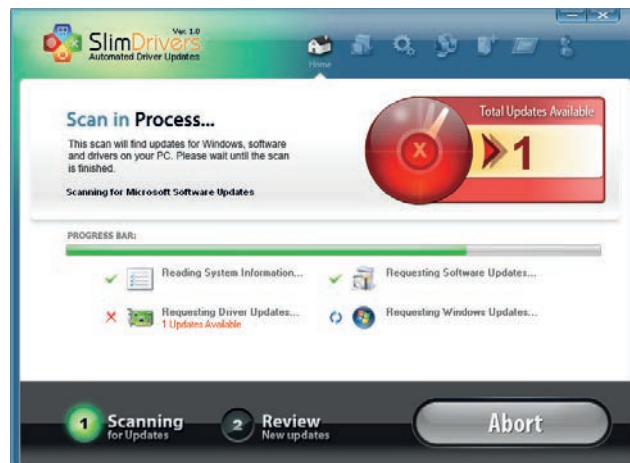 Ver. 1.0
SlimDrivers
Automated Driver Updates
Home
Scan in Process...
This scan will find updates for Windows, software
and drivers on your PC. Please wait until the scan
is finished.
Scanning for Microsoft Software Updates
Total Updates Available
1
PROGRESS BAR:
Reading System Information...
Requesting Software Updates...
Requesting Driver Updates...
1 Updates Available
Requesting Windows Updates...
1 Scanning
for Updates
2 Review
New updates
Abort